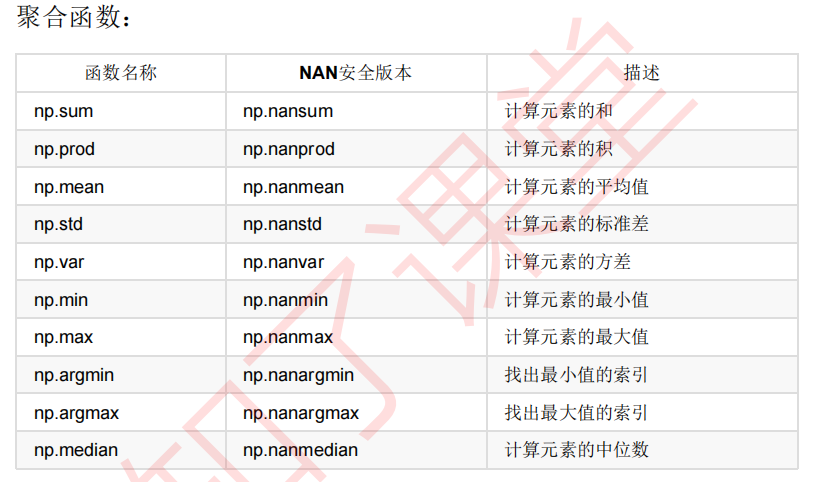 聚合函数：
函数名称 NAN安全版本 描述
np.sum np.nansum 计算元素的和
np.prod np.nanprod 计算元素的积
np.mean np.nanmean 计算元素的平均值
np.std np.nanstd 计算元素的标准差
np.var np.nanvar 计算元素的方差
np.min np.nanmin 计算元素的最小值
np.max np.nanmax 计算元素的最大值
np.argmin np.nanargmin 找出最小值的索引
np.argmax np.nanargmax 找出最大值的索引
np.median np.nanmedian 计算元素的中位数
知了课堂